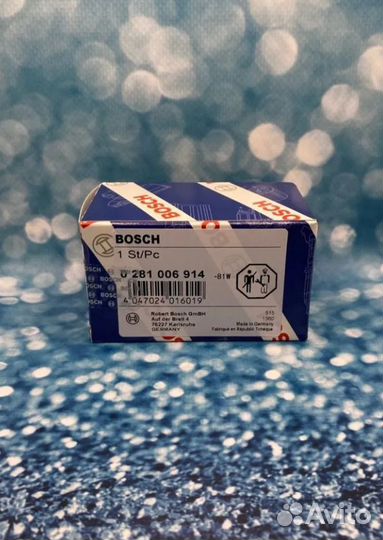 BOSCH
BOSCH
1 St/Pc
0 281 006 914
-81W
4 047024 016019
Robert Bosch GmbH
Auf der Breit 4
76227 Karlsruhe
GERMANY
Made in Germany
Fabriqué en République Tchèque
Avito